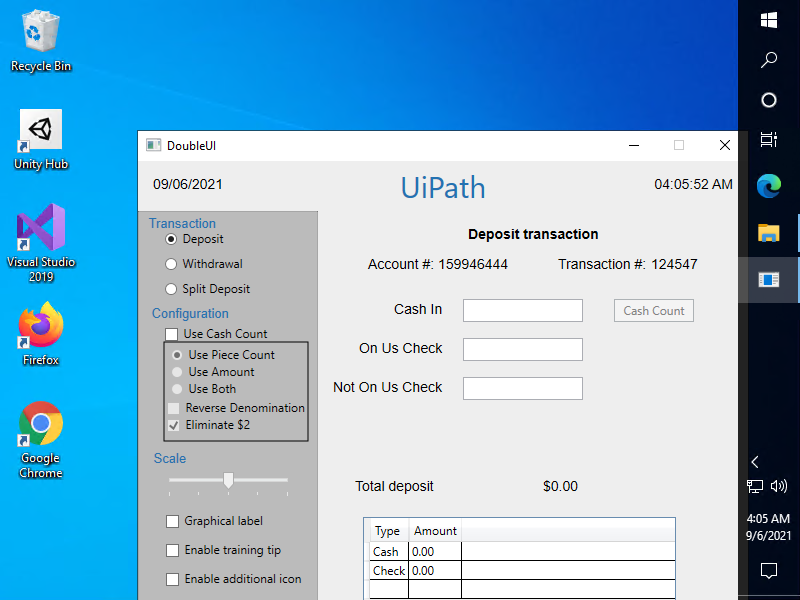 Recycle Bin
Unity Hub
Visual Studio
2019
Firefox
Google
Chrome
DoubleUI
09/06/2021
UiPath
04:05:52 AM
Transaction
Deposit
Withdrawal
Split Deposit
Configuration
Use Cash Count
Use Piece Count
Use Amount
Use Both
Reverse Denomination
Eliminate $2
Scale
Graphical label
Enable training tip
Enable additional icon
Deposit transaction
Account #: 159946444 Transaction #: 124547
Cash In
Cash Count
On Us Check
Not On Us Check
Total deposit $0.00
Type Amount
Cash 0.00
Check 0.00
4:05 AM
9/6/2021